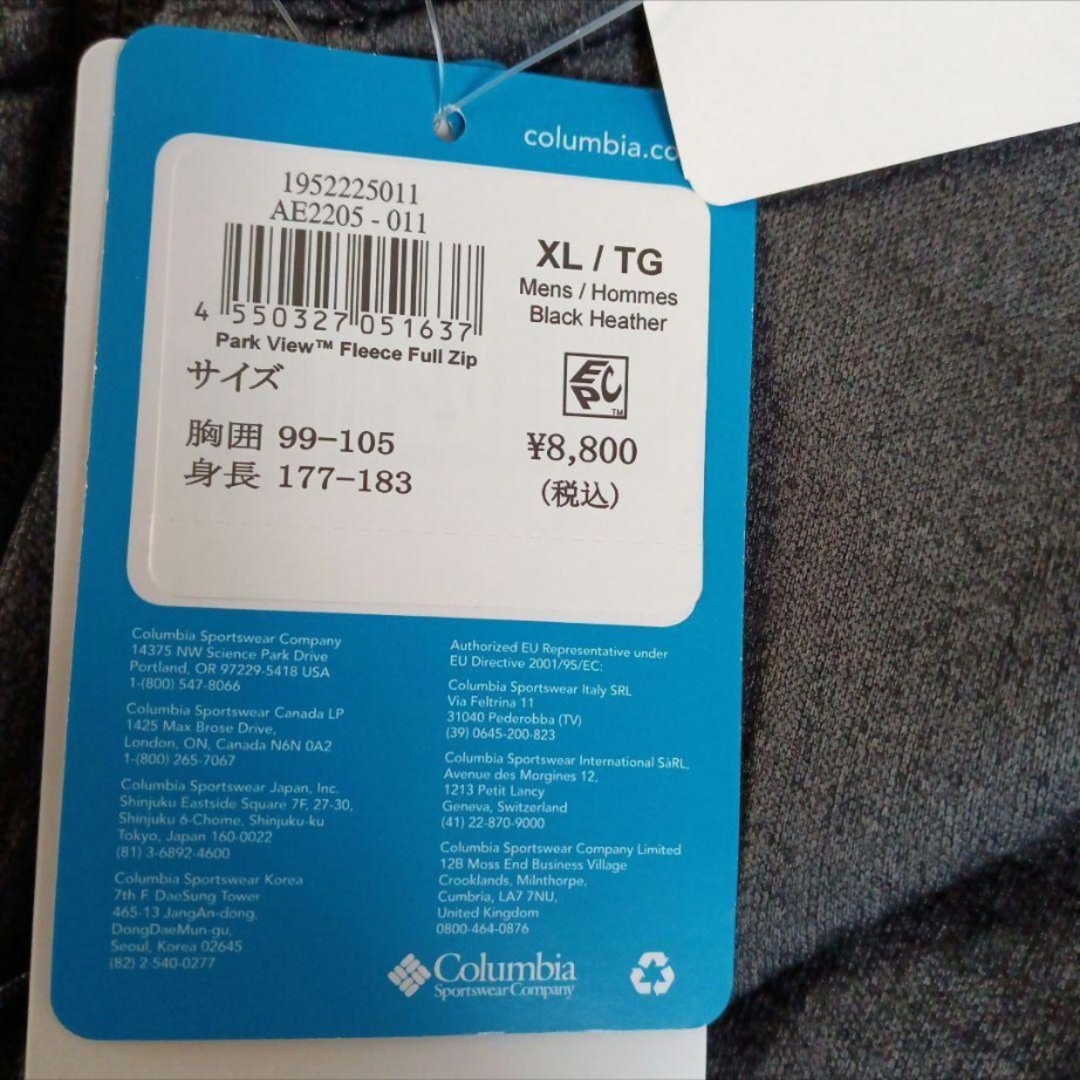 columbia.co
1952225011
AE2205 - 011
4 550327 051637
Park View™ Fleece Full Zip
サイズ
胸囲 99-105
身長 177-183
XL / TG
Mens / Hommes
Black Heather
EPC™
¥8,800
(税込)
Columbia Sportswear Company
14375 NW Science Park Drive
Portland, OR 97229-5418 USA
1-(800) 547-8066
Columbia Sportswear Canada LP
1425 Max Brose Drive,
London, ON, Canada N6N 0A2
1-(800) 265-7067
Columbia Sportswear Japan, Inc.
Shinjuku Eastside Square 7F, 27-30,
Shinjuku 6-Chome, Shinjuku-ku
Tokyo, Japan 160-0022
(81) 3-6892-4600
Columbia Sportswear Korea
7th F. DaeSung Tower
465-13 JangAn-dong,
DongDaeMun-gu,
Seoul, Korea 02645
(82) 2-540-0277
Authorized EU Representative under
EU Directive 2001/95/EC:
Columbia Sportswear Italy SRL
Via Feltrina 11
31040 Pederobba (TV)
(39) 0645-200-823
Columbia Sportswear International SàRL,
Avenue des Morgines 12,
1213 Petit Lancy
Geneva, Switzerland
(41) 22-870-9000
Columbia Sportswear Company Limited
12B Moss End Business Village
Crooklands, Milnthorpe,
Cumbria, LA7 7NU,
United Kingdom
0800-464-0876
Columbia
Sportswear Company